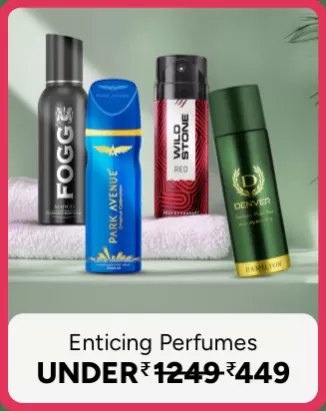 FOGG
PARK AVENUE
WILD
STONE
RED
DENVER
HAMILTON
Enticing Perfumes
UNDER ₹1249 ₹449